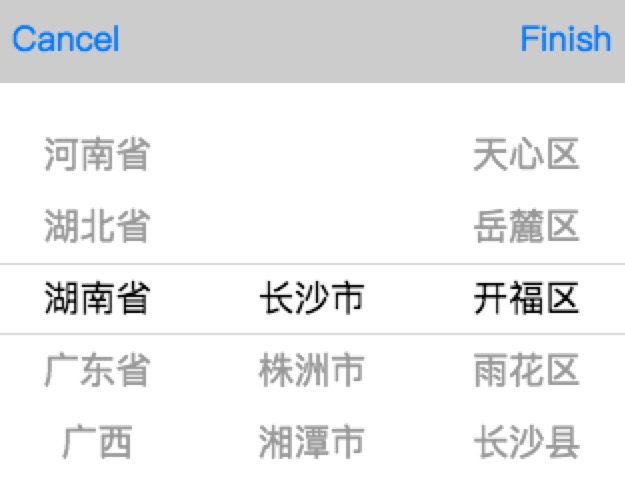 Cancel Finish
河南省 天心区
湖北省 岳麓区
湖南省 长沙市 开福区
广东省 株洲市 雨花区
广西 湘潭市 长沙县